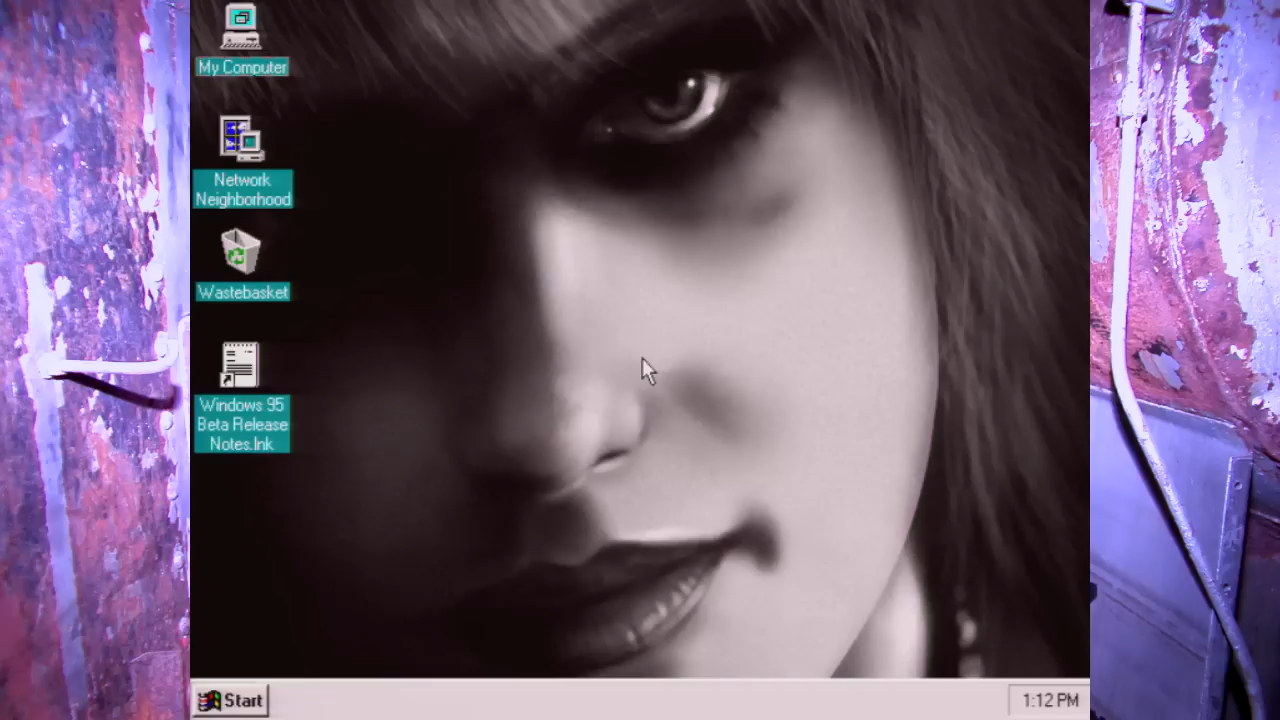 My Computer
Network
Neighborhood
Wastebasket
Windows 95
Beta Release
Notes.lnk
Start
1:12 PM